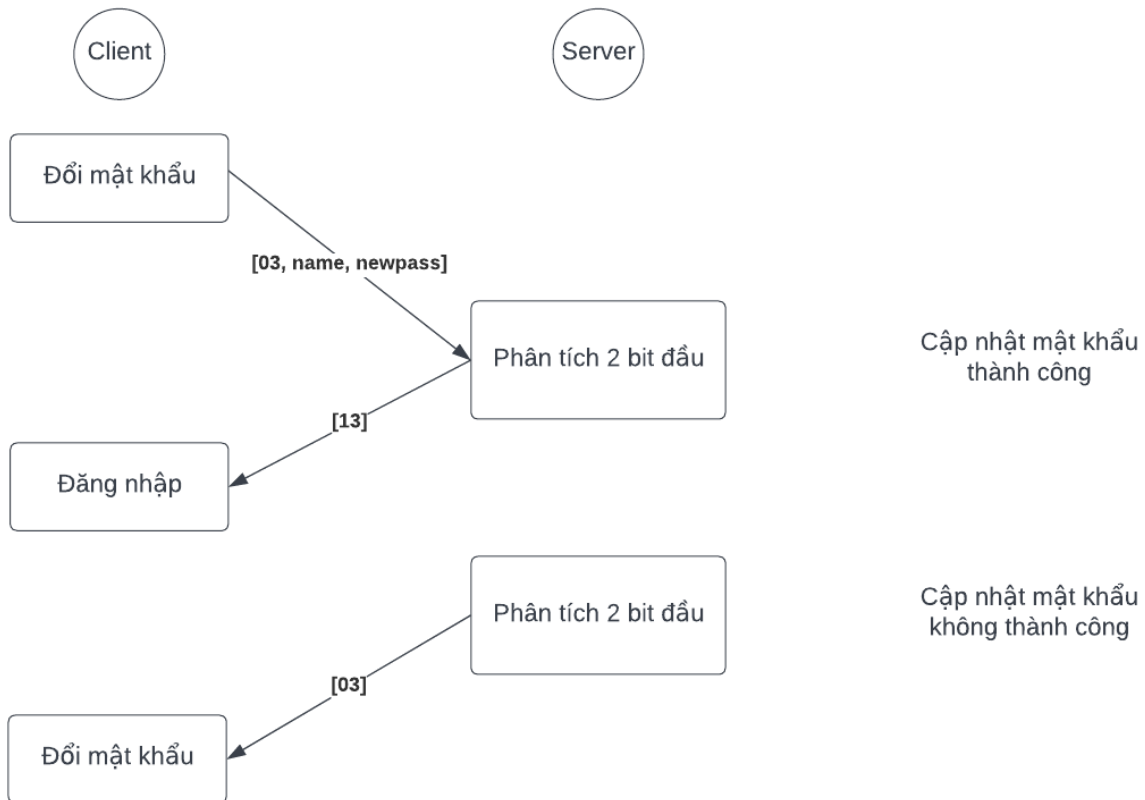 Client
Server
Đổi mật khẩu
[03, name, newpass]
Phân tích 2 bit đầu
Cập nhật mật khẩu
thành công
[13]
Đăng nhập
Phân tích 2 bit đầu
Cập nhật mật khẩu
không thành công
[03]
Đổi mật khẩu